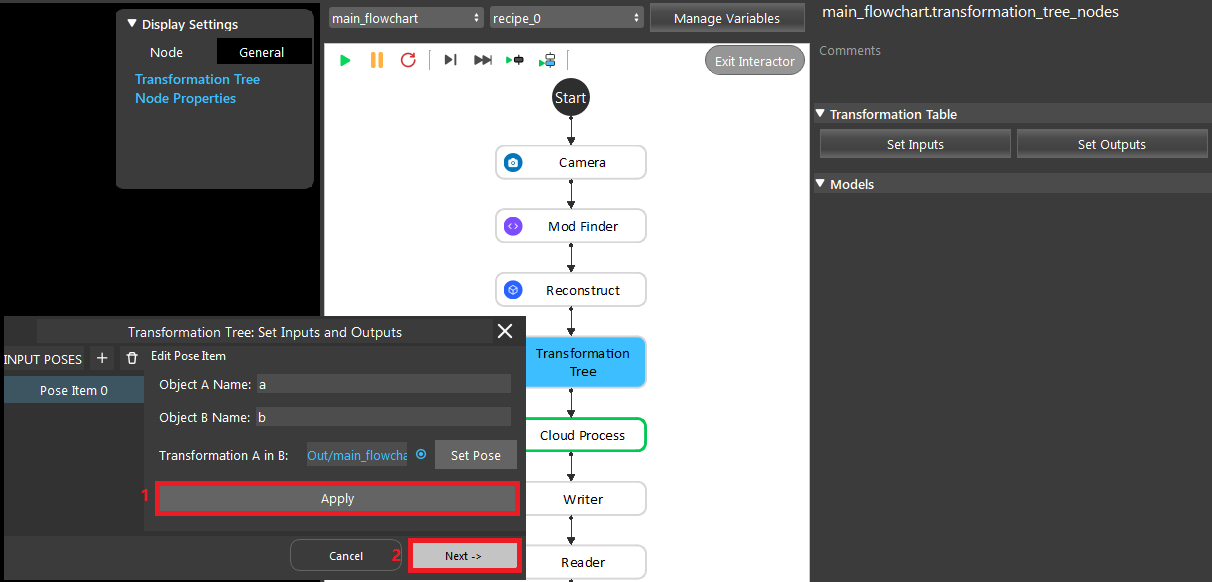 ▼ Display Settings
Node General
Transformation Tree
Node Properties
main_flowchart recipe_0 Manage Variables
Exit Interactor
Start
Camera
Mod Finder
Reconstruct
Transformation
Tree
Cloud Process
Writer
Reader
main_flowchart.transformation_tree_nodes
Comments
▼ Transformation Table
Set Inputs Set Outputs
▼ Models
Transformation Tree: Set Inputs and Outputs
INPUT POSES +
Pose Item 0
Edit Pose Item
Object A Name: a
Object B Name: b
Transformation A in B: Out/main_flowcha Set Pose
1 Apply
Cancel 2 Next ->